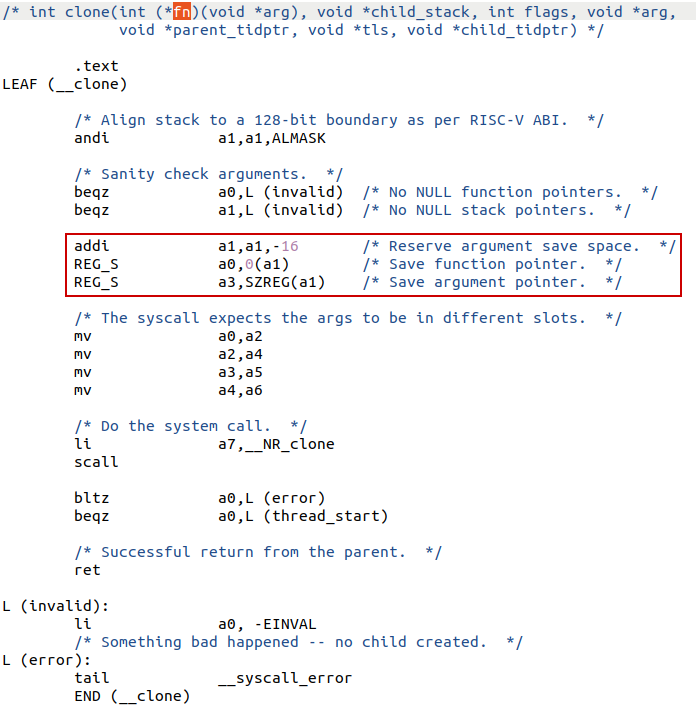 /* int clone(int (*fn)(void *arg), void *child_stack, int flags, void *arg,
             void *parent_tidptr, void *tls, void *child_tidptr) */
        .text
LEAF (__clone)
        /* Align stack to a 128-bit boundary as per RISC-V ABI.  */
        andi            a1,a1,ALMASK
        /* Sanity check arguments.  */
        beqz            a0,L (invalid)  /* No NULL function pointers.  */
        beqz            a1,L (invalid)  /* No NULL stack pointers.  */
        addi            a1,a1,-16       /* Reserve argument save space.  */
        REG_S           a0,0(a1)        /* Save function pointer.  */
        REG_S           a3,SZREG(a1)    /* Save argument pointer.  */
        /* The syscall expects the args to be in different slots.  */
        mv              a0,a2
        mv              a2,a4
        mv              a3,a5
        mv              a4,a6
        /* Do the system call.  */
        li              a7,__NR_clone
        scall
        bltz            a0,L (error)
        beqz            a0,L (thread_start)
        /* Successful return from the parent.  */
        ret
L (invalid):
        li              a0, -EINVAL
        /* Something bad happened -- no child created.  */
L (error):
        tail            __syscall_error
        END (__clone)